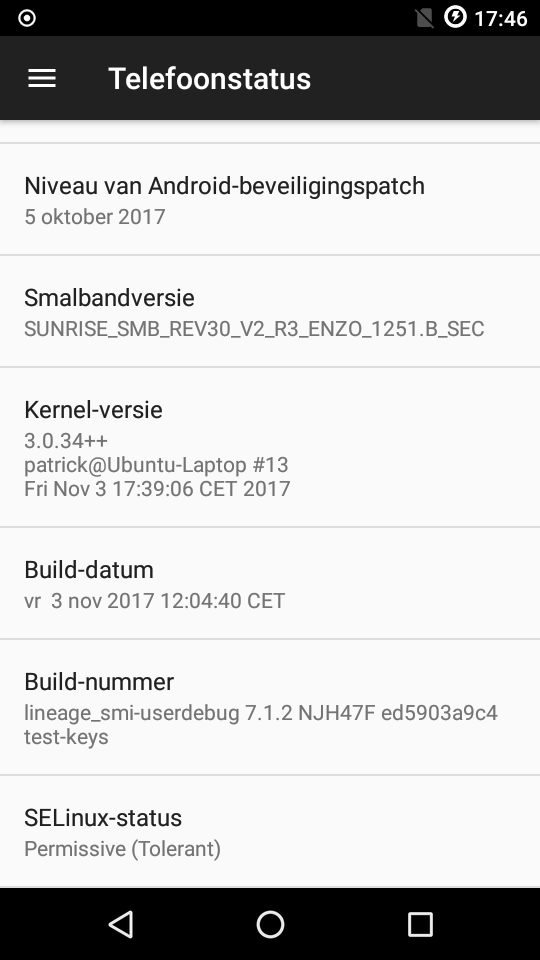 17:46
Telefoonstatus
Niveau van Android-beveiligingspatch
5 oktober 2017
Smalbandversie
SUNRISE_SMB_REV30_V2_R3_ENZO_1251.B_SEC
Kernel-versie
3.0.34++
patrick@Ubuntu-Laptop #13
Fri Nov 3 17:39:06 CET 2017
Build-datum
vr  3 nov 2017 12:04:40 CET
Build-nummer
lineage_smi-userdebug 7.1.2 NJH47F ed5903a9c4
test-keys
SELinux-status
Permissive (Tolerant)